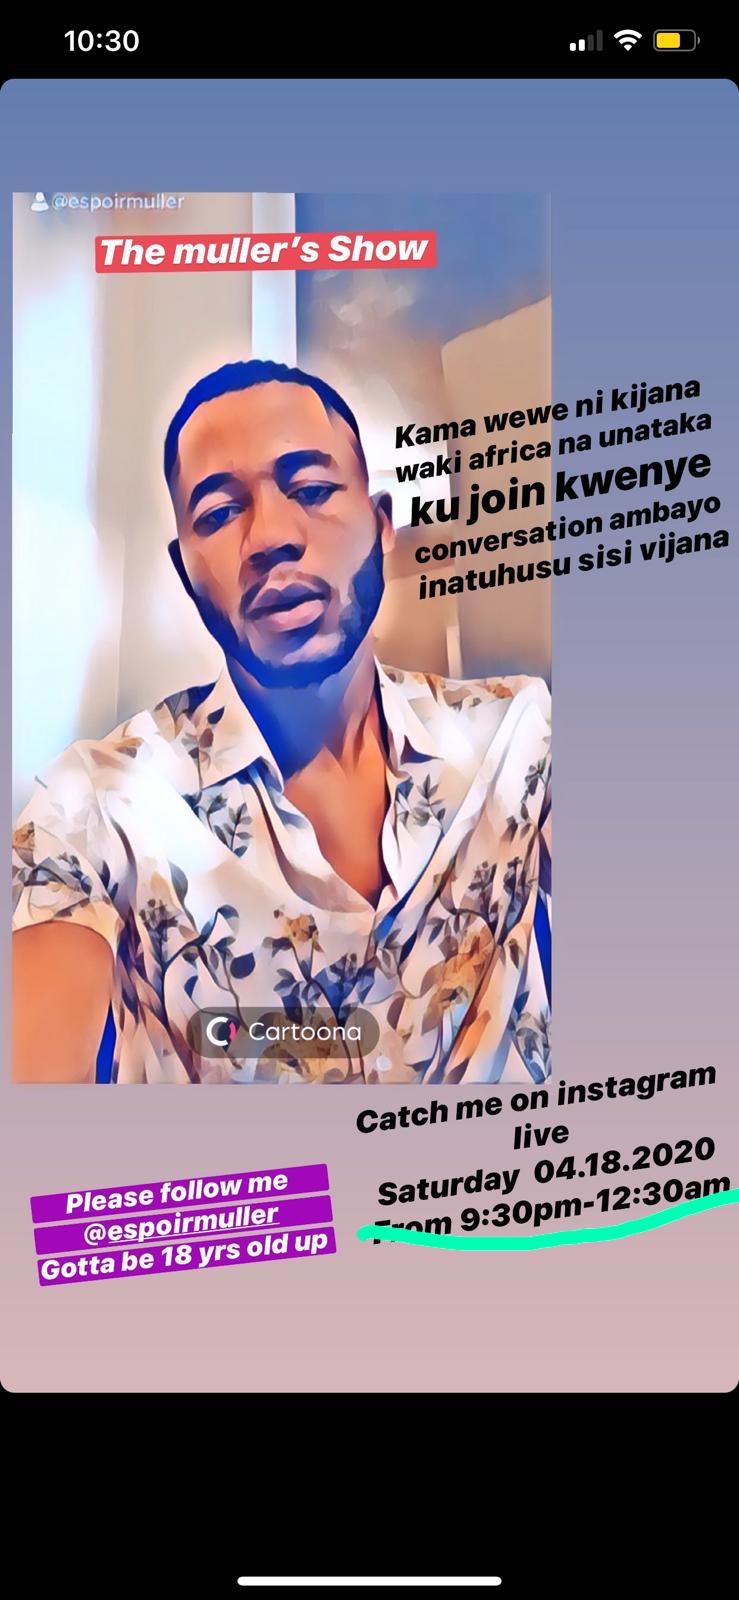 10:30
@espoirmuller
The muller's Show
Kama wewe ni kijana
waki africa na unataka
ku join kwenye
conversation ambayo
inatuhusu sisi vijana
Cartoona
Catch me on instagram
live
Saturday 04.18.2020
From 9:30pm-12:30am
Please follow me
@espoirmuller
Gotta be 18 yrs old up